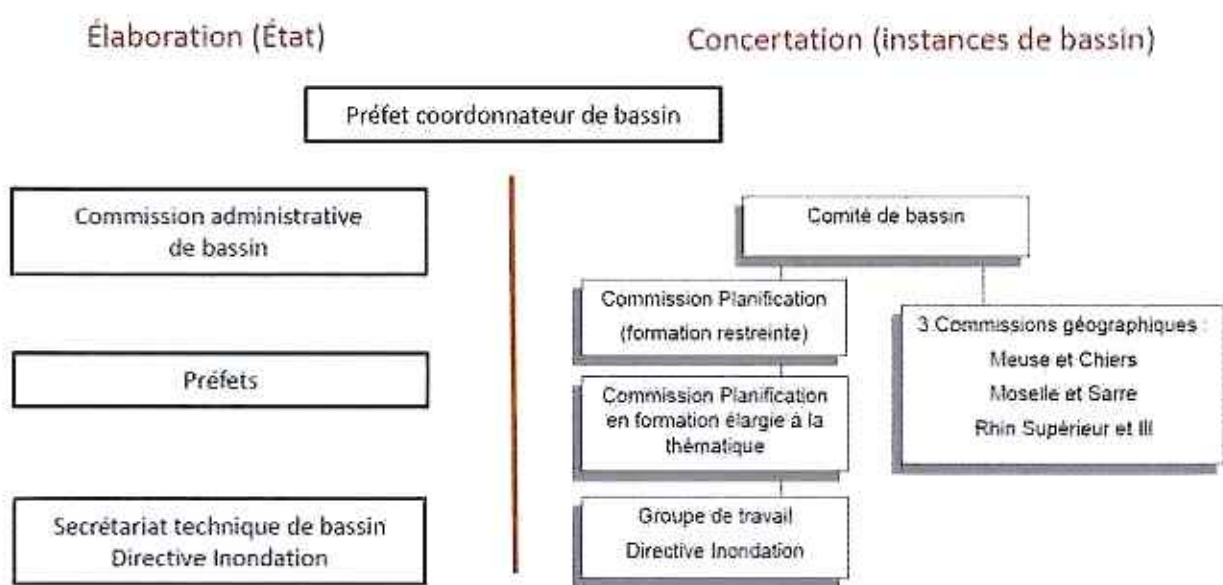 Élaboration (État)
Concertation (instances de bassin)
Préfet coordonnateur de bassin
Commission administrative
de bassin
Préfets
Secrétariat technique de bassin
Directive Inondation
Comité de bassin
Commission Planification
(formation restreinte)
Commission Planification
en formation élargie à la
thématique
Groupe de travail
Directive Inondation
3 Commissions géographiques :
Meuse et Chiers
Moselle et Sarre
Rhin Supérieur et Ill